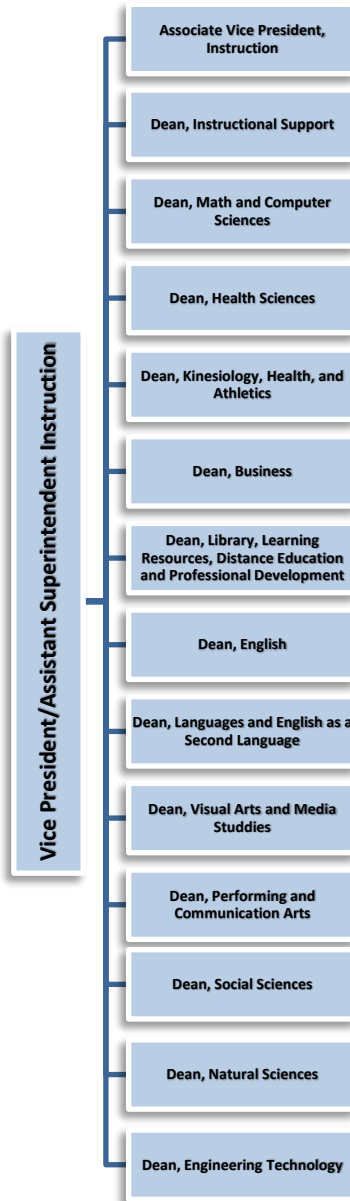 Vice President/Assistant Superintendent Instruction
Associate Vice President,
Instruction
Dean, Instructional Support
Dean, Math and Computer
Sciences
Dean, Health Sciences
Dean, Kinesiology, Health, and
Athletics
Dean, Business
Dean, Library, Learning
Resources, Distance Education
and Professional Development
Dean, English
Dean, Languages and English as a
Second Language
Dean, Visual Arts and Media
Studdies
Dean, Performing and
Communication Arts
Dean, Social Sciences
Dean, Natural Sciences
Dean, Engineering Technology